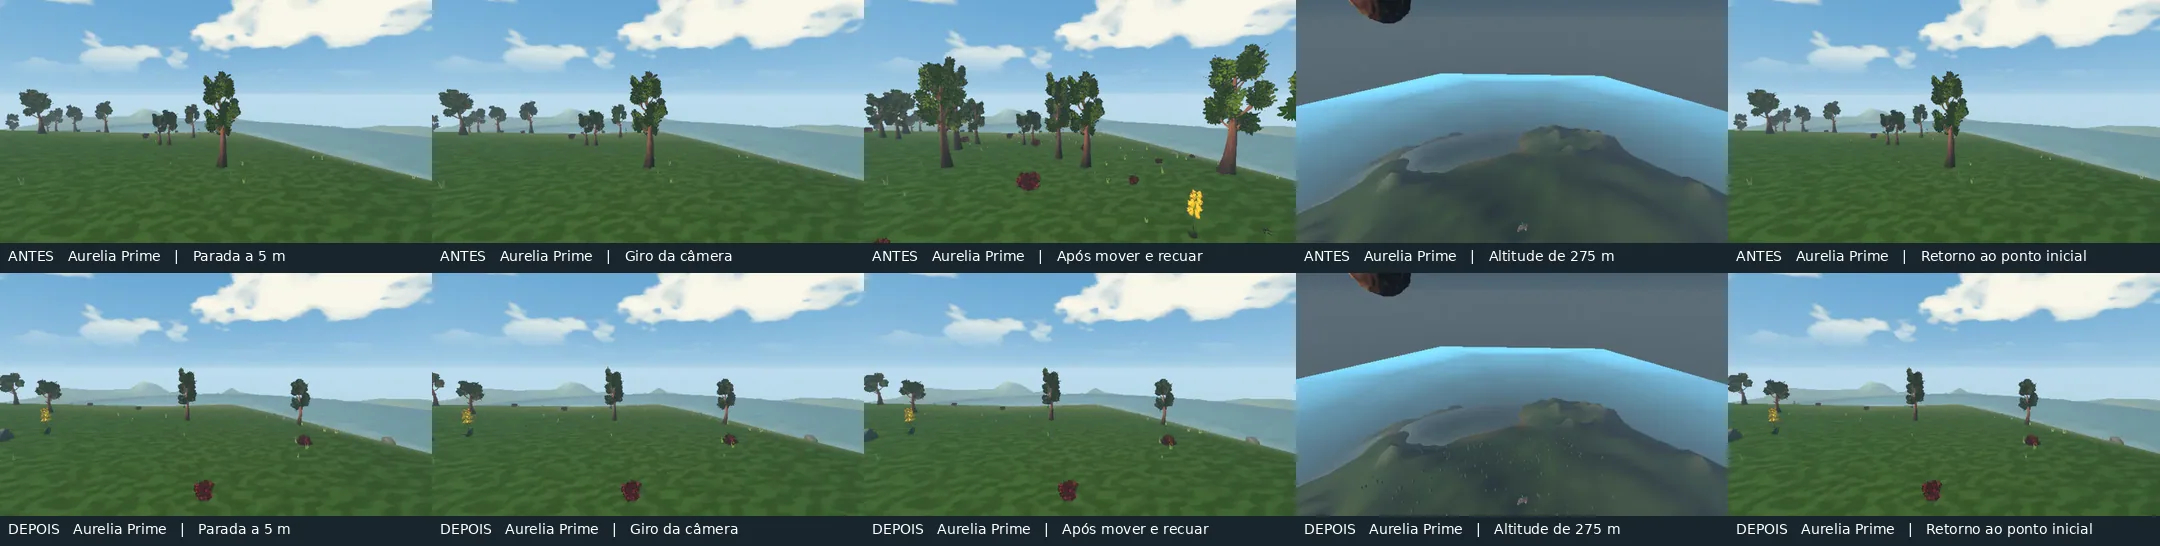 ANTES Aurelia Prime | Parada a 5 m
ANTES Aurelia Prime | Giro da câmera
ANTES Aurelia Prime | Após mover e recuar
ANTES Aurelia Prime | Altitude de 275 m
ANTES Aurelia Prime | Retorno ao ponto inicial
DEPOIS Aurelia Prime | Parada a 5 m
DEPOIS Aurelia Prime | Giro da câmera
DEPOIS Aurelia Prime | Após mover e recuar
DEPOIS Aurelia Prime | Altitude de 275 m
DEPOIS Aurelia Prime | Retorno ao ponto inicial